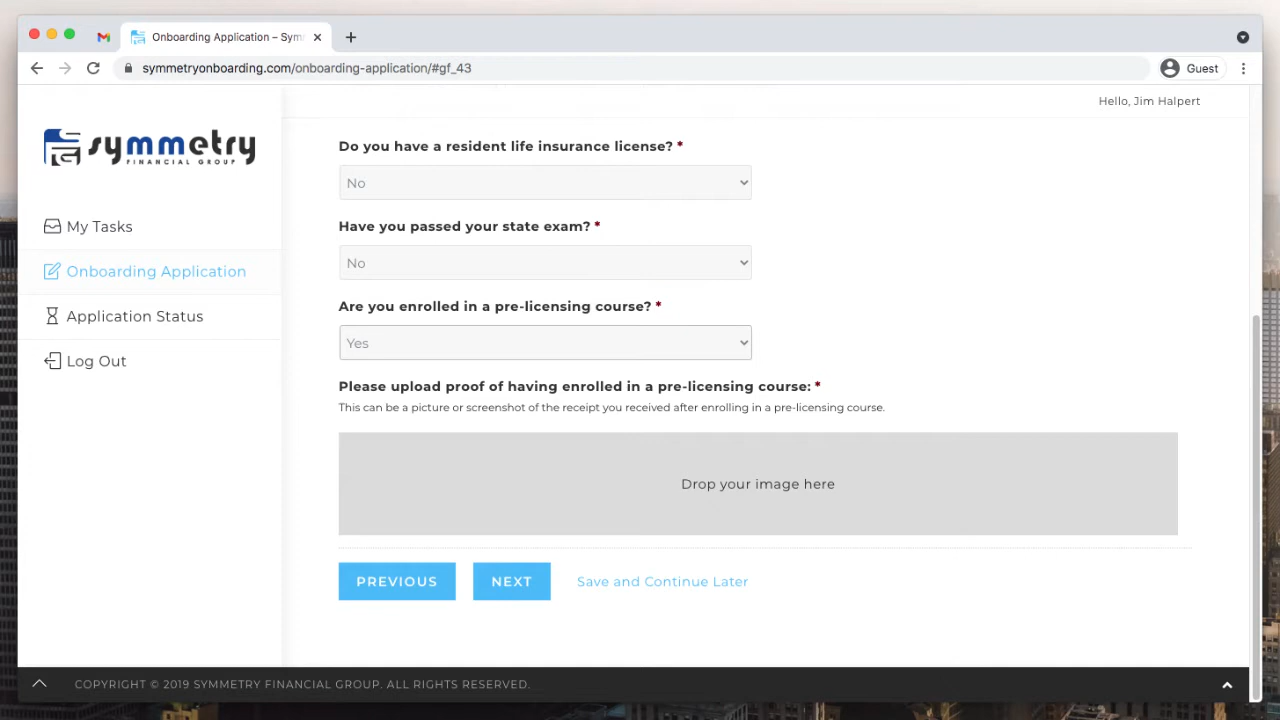 Onboarding Application – Sym
symmetryonboarding.com/onboarding-application/#gf_43
Guest
Hello, Jim Halpert
symmetry
FINANCIAL GROUP
My Tasks
Onboarding Application
Application Status
Log Out
Do you have a resident life insurance license? *
No
Have you passed your state exam? *
No
Are you enrolled in a pre-licensing course? *
Yes
Please upload proof of having enrolled in a pre-licensing course: *
This can be a picture or screenshot of the receipt you received after enrolling in a pre-licensing course.
Drop your image here
PREVIOUS
NEXT
Save and Continue Later
COPYRIGHT © 2019 SYMMETRY FINANCIAL GROUP. ALL RIGHTS RESERVED.